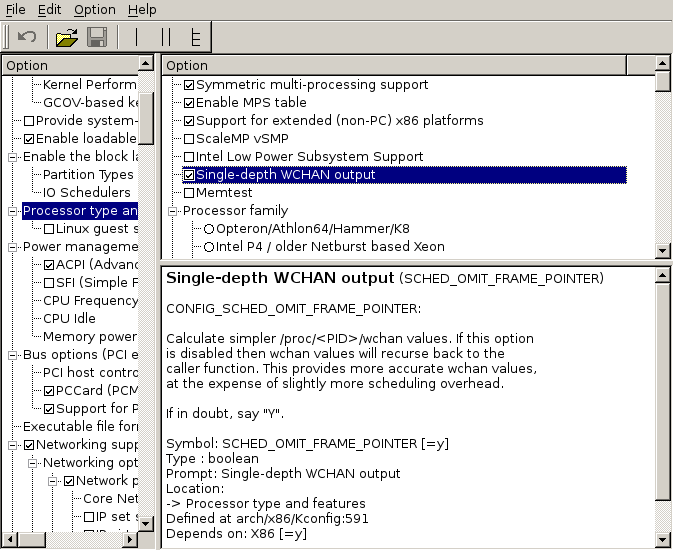 File Edit Option Help
Option
Kernel Perform
GCOV-based ke
Provide system-
Enable loadable
Enable the block la
Partition Types
IO Schedulers
Processor type an
Linux guest s
Power manageme
ACPI (Advanc
SFI (Simple F
CPU Frequency
CPU Idle
Memory power
Bus options (PCI e
PCI host contro
PCCard (PCM
Support for P
Executable file for
Networking supp
Networking opt
Network p
Core Net
IP set s
Option
Symmetric multi-processing support
Enable MPS table
Support for extended (non-PC) x86 platforms
ScaleMP vSMP
Intel Low Power Subsystem Support
Single-depth WCHAN output
Memtest
Processor family
Opteron/Athlon64/Hammer/K8
Intel P4 / older Netburst based Xeon
Single-depth WCHAN output (SCHED_OMIT_FRAME_POINTER)
CONFIG_SCHED_OMIT_FRAME_POINTER:
Calculate simpler /proc/<PID>/wchan values. If this option
is disabled then wchan values will recurse back to the
caller function. This provides more accurate wchan values,
at the expense of slightly more scheduling overhead.
If in doubt, say "Y".
Symbol: SCHED_OMIT_FRAME_POINTER [=y]
Type : boolean
Prompt: Single-depth WCHAN output
Location:
-> Processor type and features
Defined at arch/x86/Kconfig:591
Depends on: X86 [=y]